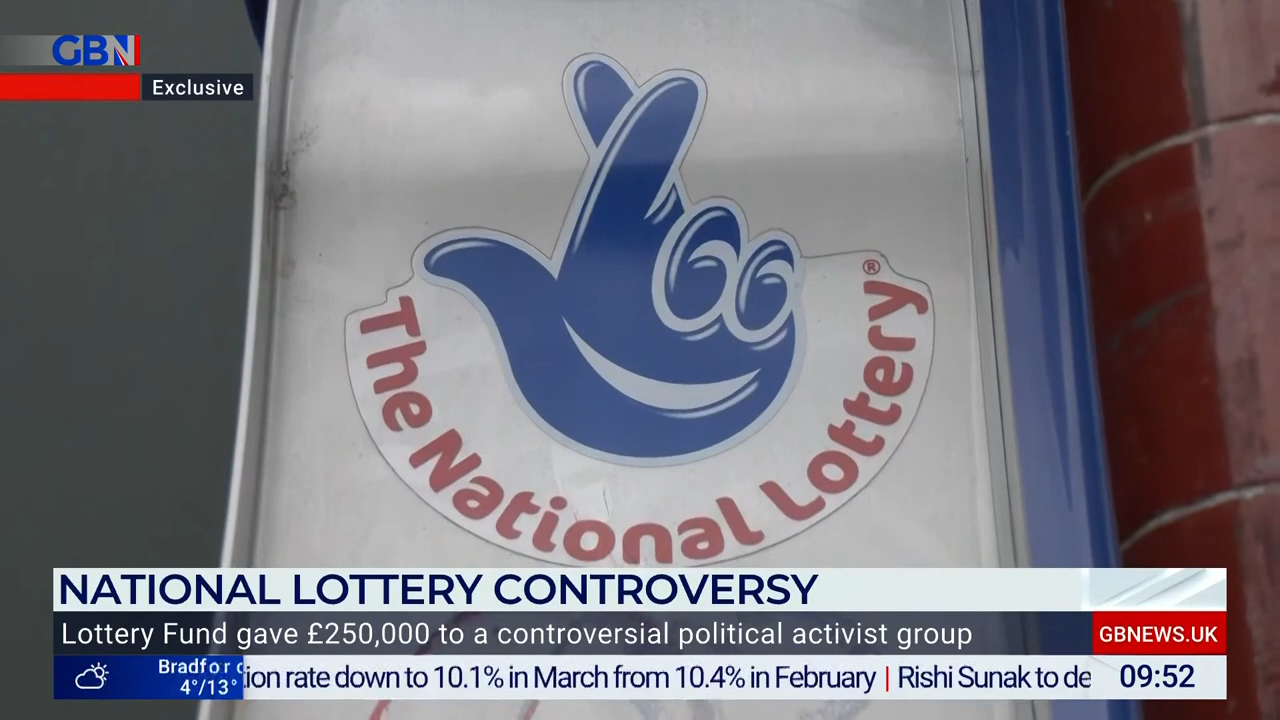 GBN
Exclusive
The National Lottery®
NATIONAL LOTTERY CONTROVERSY
Lottery Fund gave £250,000 to a controversial political activist group
GBNEWS.UK
Bradford
4°/13°
tion rate down to 10.1% in March from 10.4% in February | Rishi Sunak to de
09:52